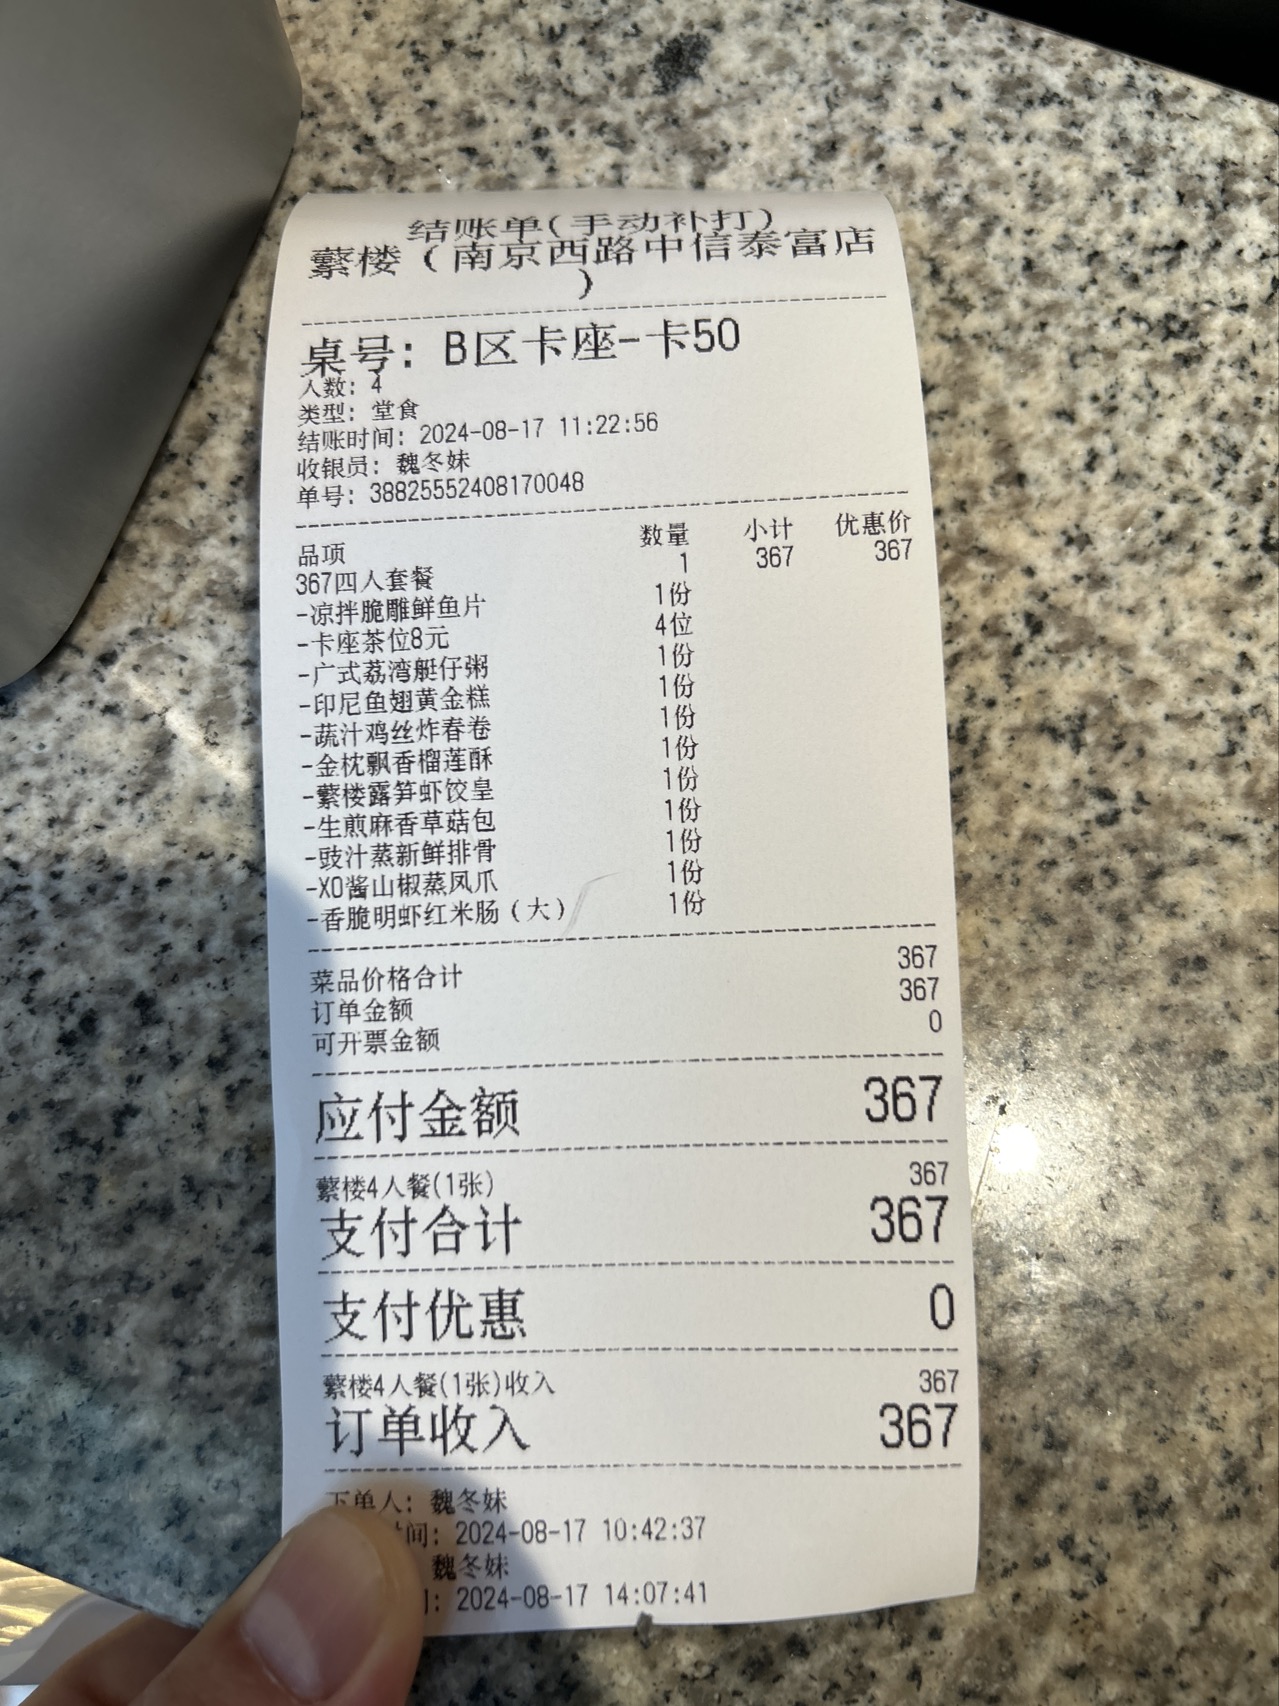 结账单(手动补打)
蘩楼(南京西路中信泰富店
)
桌号: B区卡座-卡50
人数: 4
类型: 堂食
结账时间: 2024-08-17 11:22:56
收银员: 魏冬妹
单号: 38825552408170048
品项 数量 小计 优惠价
367四人套餐 1 367 367
-凉拌脆雕鲜鱼片 1份
-卡座茶位8元 4位
-广式荔湾艇仔粥 1份
-印尼鱼翅黄金糕 1份
-蔬汁鸡丝炸春卷 1份
-金枕飘香榴莲酥 1份
-蘩楼露笋虾饺皇 1份
-生煎麻香草菇包 1份
-豉汁蒸新鲜排骨 1份
-XO酱山椒蒸凤爪 1份
-香脆明虾红米肠(大) 1份
菜品价格合计 367
订单金额 367
可开票金额 0
应付金额 367
蘩楼4人餐(1张) 367
支付合计 367
支付优惠 0
蘩楼4人餐(1张)收入 367
订单收入 367
下单人: 魏冬妹
间: 2024-08-17 10:42:37
魏冬妹
: 2024-08-17 14:07:41